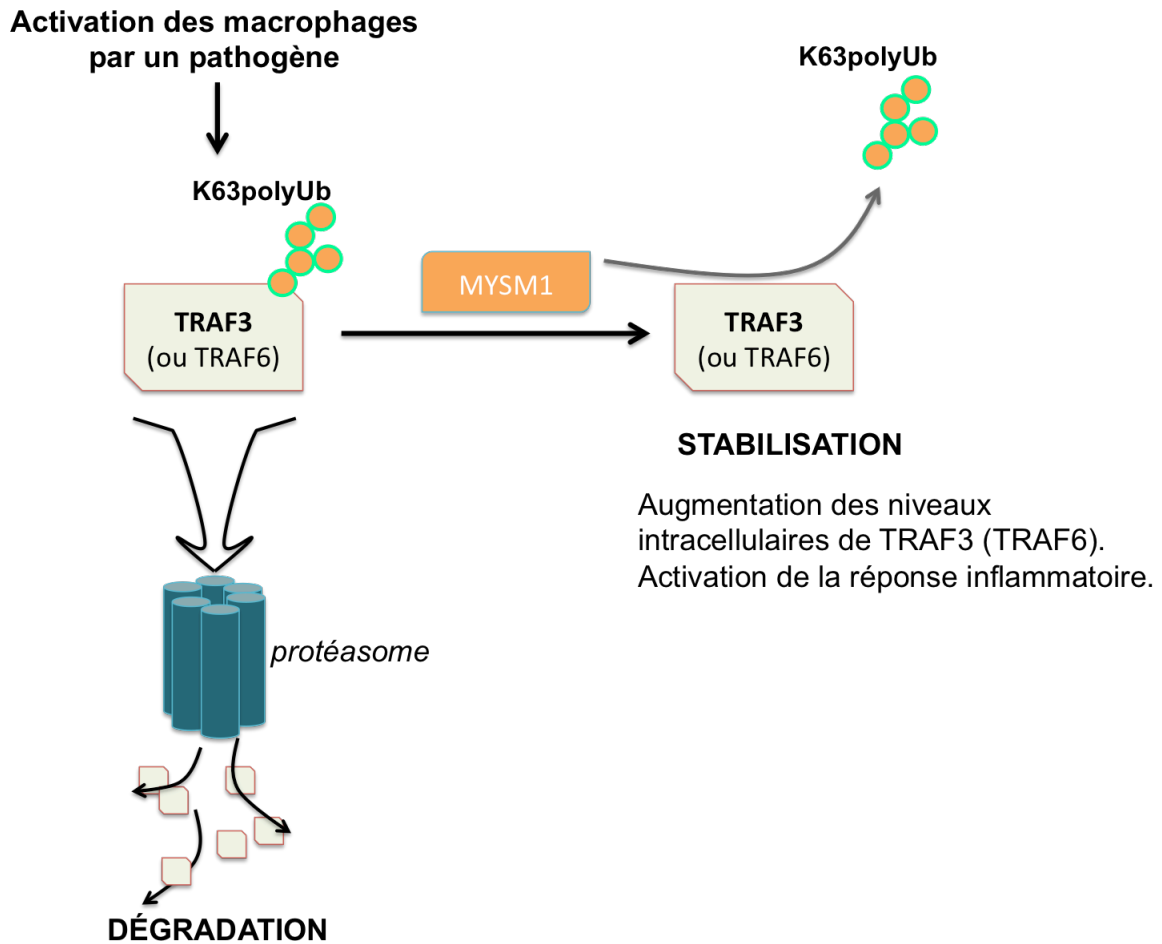 Activation des macrophages
par un pathogène
K63polyUb
K63polyUb
MYSM1
TRAF3
(ou TRAF6)
TRAF3
(ou TRAF6)
STABILISATION
Augmentation des niveaux
intracellulaires de TRAF3 (TRAF6).
Activation de la réponse inflammatoire.
protéasome
DÉGRADATION